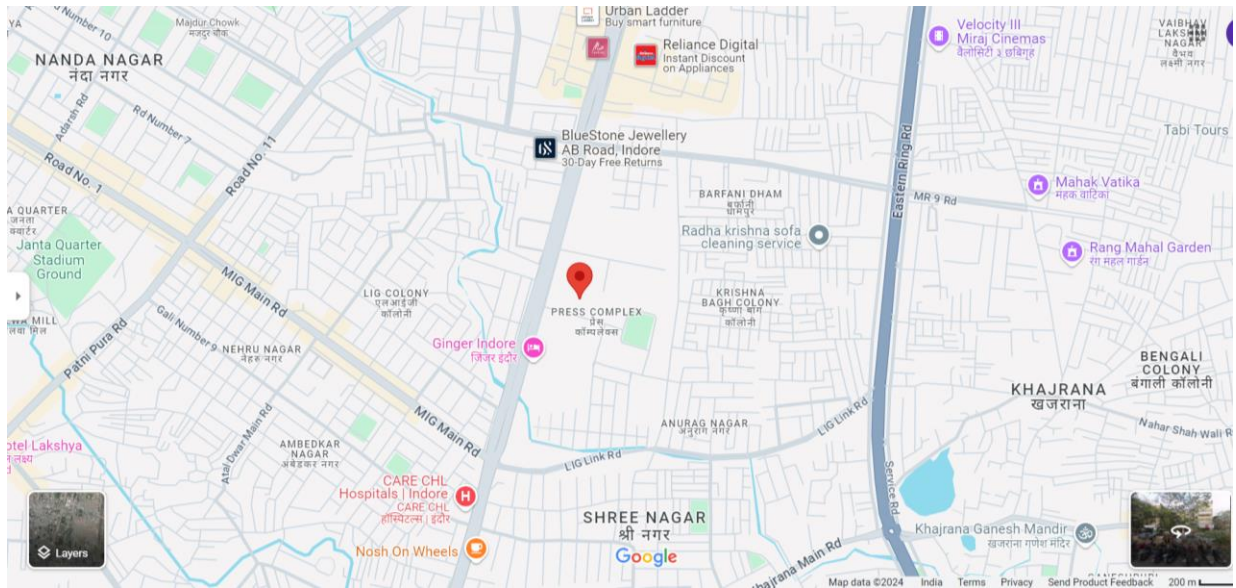 Urban Ladder
Buy smart furniture
Majdur Chowk
मजदूर चौक
Nanda Nagar 10
NANDA NAGAR
नंदा नगर
Reliance Digital
Instant Discount
on Appliances
Velocity III
Miraj Cinemas
वेलोसिटी ३ छबिगृह
VAIBHAV
LAKSHMI
NAGAR
वैभव
लक्ष्मी नगर
Adarsh Rd
Rd Number 7
Road No. 11
Road No. 1
BlueStone Jewellery
AB Road, Indore
30-Day Free Returns
Tabi Tours
Eastern Ring Rd
MR 9 Rd
Mahak Vatika
महक वाटिका
BARFANI DHAM
बर्फानी
धामपुर
Radha krishna sofa
cleaning service
Rang Mahal Garden
रंग महल गार्डन
A QUARTER
जनता
क्वार्टर
Janta Quarter
Stadium
Ground
MIG Main Rd
LIG COLONY
एलआईजी
कॉलोनी
PRESS COMPLEX
प्रेस
कॉम्प्लेक्स
KRISHNA
BAGH COLONY
कृष्णा बाग
कॉलोनी
WA MILL
Patni Pura Rd
Gali Number 9
NEHRU NAGAR
नेहरू नगर
Ginger Indore
जिंजर इंदौर
BENGALI
COLONY
बंगाली कॉलोनी
KHAJRANA
खजराना
MIG Main Rd
ANURAG NAGAR
अनुराग नगर
LIG Link Rd
LIG Link Rd
Nahar Shah Wali R
otel Lakshya
AMBEDKAR
NAGAR
अंबेडकर नगर
Atal Dwar Main Rd
CARE CHL
Hospitals | Indore
CARE CHL
हॉस्पिटल्स | इंदौर
H
Service Rd
SHREE NAGAR
श्री नगर
Khajrana Ganesh Mandir
खजराना गणेश मंदिर
Nosh On Wheels
Khajrana Main Rd
Layers
Google
Map data ©2024 India Terms Privacy Send Product Feedback 200 m